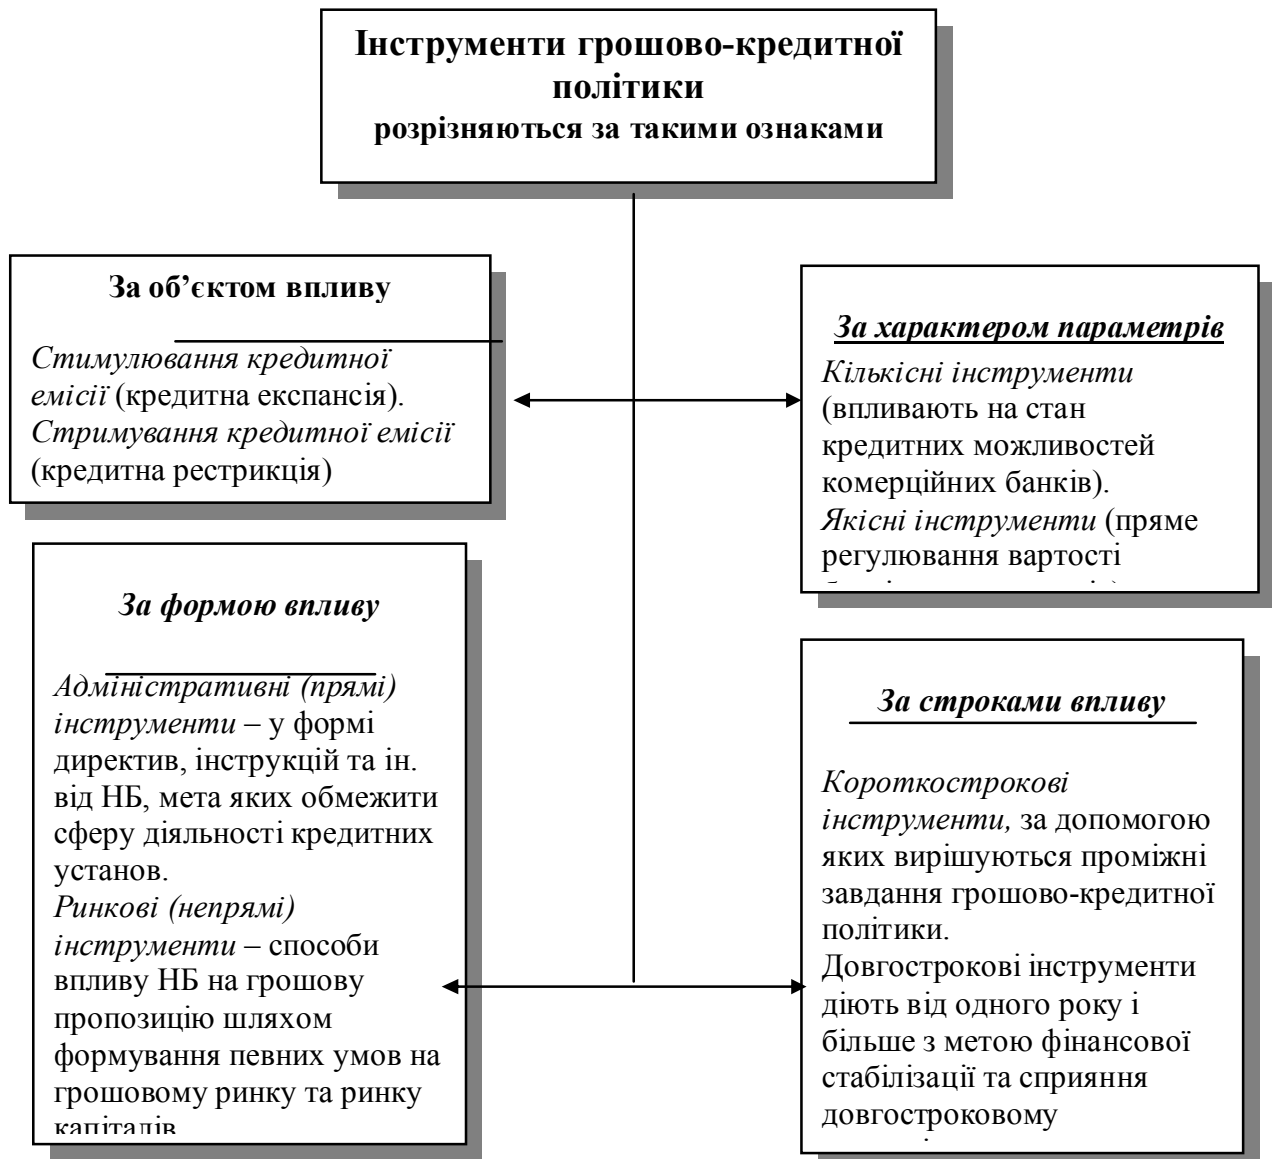 Інструменти грошово-кредитної
політики
розрізняються за такими ознаками
За об’єктом впливу
Стимулювання кредитної
емісії (кредитна експансія).
Стримування кредитної емісії
(кредитна рестрикція)
За характером параметрів
Кількісні інструменти
(впливають на стан
кредитних можливостей
комерційних банків).
Якісні інструменти (пряме
регулювання вартості
За формою впливу
Адміністративні (прямі)
інструменти – у формі
директив, інструкцій та ін.
від НБ, мета яких обмежити
сферу діяльності кредитних
установ.
Ринкові (непрямі)
інструменти – способи
впливу НБ на грошову
пропозицію шляхом
формування певних умов на
грошовому ринку та ринку
капіталів
За строками впливу
Короткострокові
інструменти, за допомогою
яких вирішуються проміжні
завдання грошово-кредитної
політики.
Довгострокові інструменти
діють від одного року і
більше з метою фінансової
стабілізації та сприяння
довгостроковому